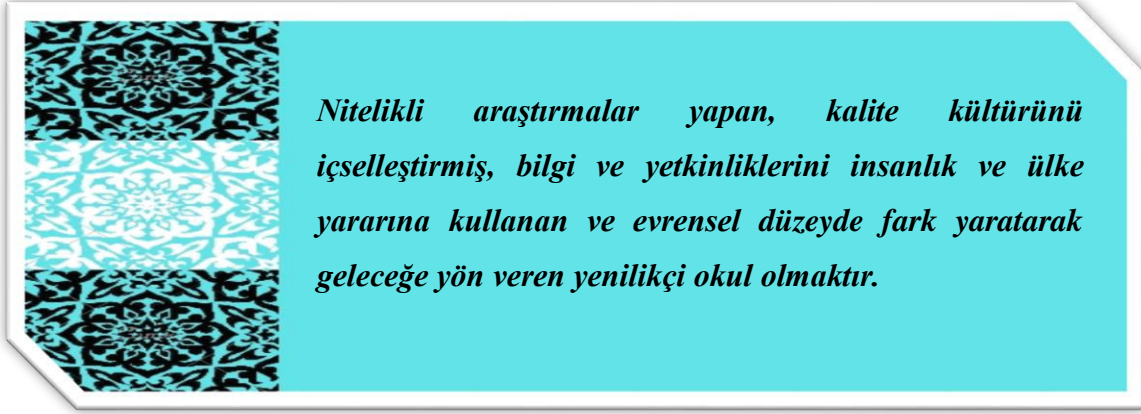 Nitelikli araştırmalar yapan, kalite kültürünü
içselleştirmiş, bilgi ve yetkinliklerini insanlık ve ülke
yararına kullanan ve evrensel düzeyde fark yaratarak
geleceğe yön veren yenilikçi okul olmaktır.